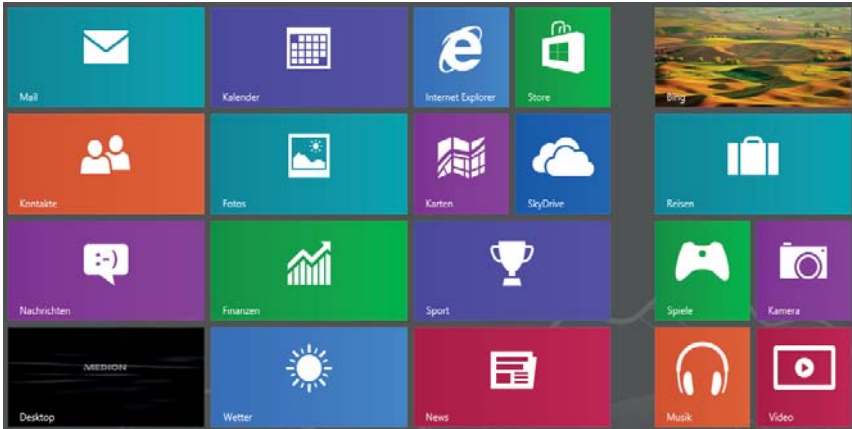 Mail
Kalender
Internet Explorer
Store
Bing
Kontakte
Fotos
Karten
SkyDrive
Reisen
:-)
Nachrichten
Finanzen
Sport
Spiele
Kamera
MEDION
Desktop
Wetter
News
Musik
Video